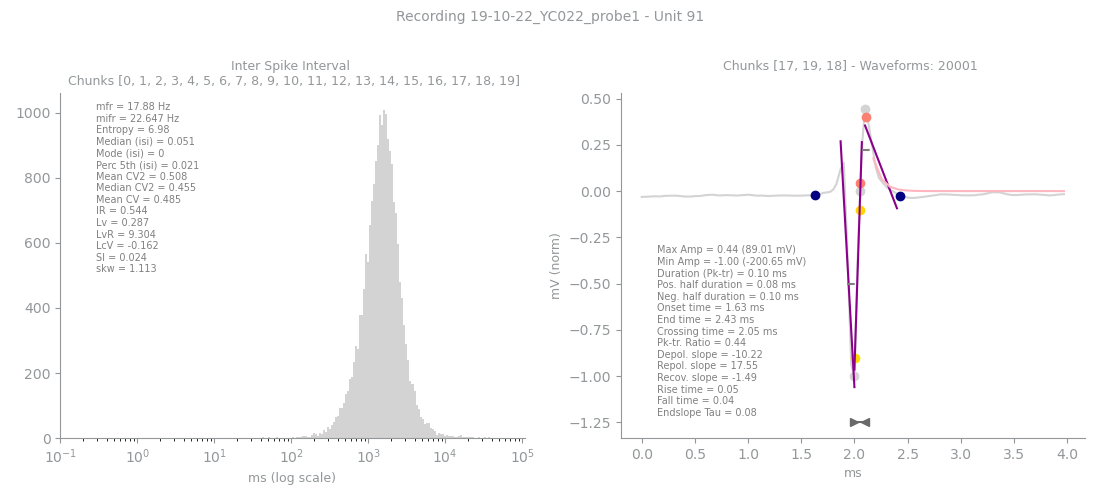 Recording 19-10-22_YC022_probe1 - Unit 91
Inter Spike Interval
Chunks [0, 1, 2, 3, 4, 5, 6, 7, 8, 9, 10, 11, 12, 13, 14, 15, 16, 17, 18, 19]
1000
800
600
400
200
0
mfr = 17.88 Hz
mifr = 22.647 Hz
Entropy = 6.98
Median (isi) = 0.051
Mode (isi) = 0
Perc 5th (isi) = 0.021
Mean CV2 = 0.508
Median CV2 = 0.455
Mean CV = 0.485
IR = 0.544
Lv = 0.287
LvR = 9.304
LcV = -0.162
SI = 0.024
skw = 1.113
10⁻¹ 10⁰ 10¹ 10² 10³ 10⁴ 10⁵
ms (log scale)
Chunks [17, 19, 18] - Waveforms: 20001
mV (norm)
0.50
0.25
0.00
−0.25
−0.50
−0.75
−1.00
−1.25
Max Amp = 0.44 (89.01 mV)
Min Amp = -1.00 (-200.65 mV)
Duration (Pk-tr) = 0.10 ms
Pos. half duration = 0.08 ms
Neg. half duration = 0.10 ms
Onset time = 1.63 ms
End time = 2.43 ms
Crossing time = 2.05 ms
Pk-tr. Ratio = 0.44
Depol. slope = -10.22
Repol. slope = 17.55
Recov. slope = -1.49
Rise time = 0.05
Fall time = 0.04
Endslope Tau = 0.08
0.0 0.5 1.0 1.5 2.0 2.5 3.0 3.5 4.0
ms